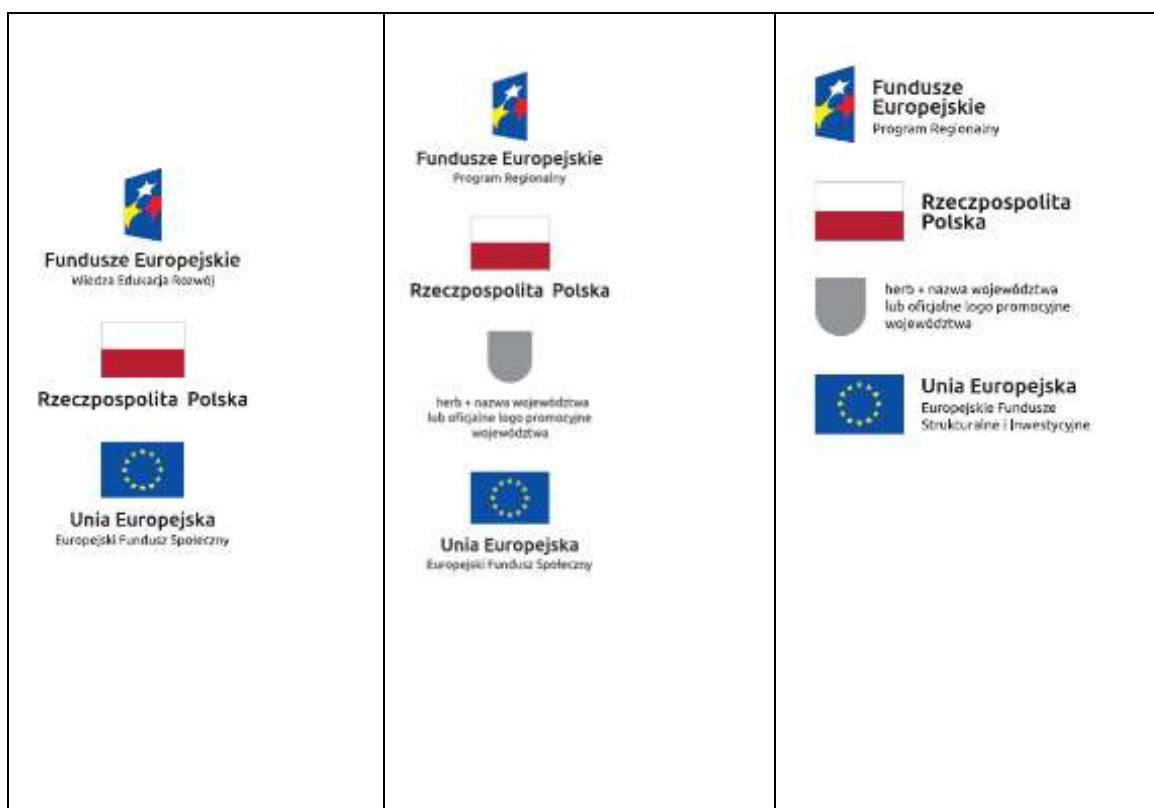 Fundusze Europejskie
Wiedza Edukacja Rozwój
Rzeczpospolita Polska
Unia Europejska
Europejski Fundusz Społeczny
Fundusze Europejskie
Program Regionalny
Rzeczpospolita Polska
herb + nazwa województwa
lub oficjalne logo promocyjne
województwa
Unia Europejska
Europejski Fundusz Społeczny
Fundusze
Europejskie
Program Regionalny
Rzeczpospolita
Polska
herb + nazwa województwa
lub oficjalne logo promocyjne
województwa
Unia Europejska
Europejskie Fundusze
Strukturalne i Inwestycyjne